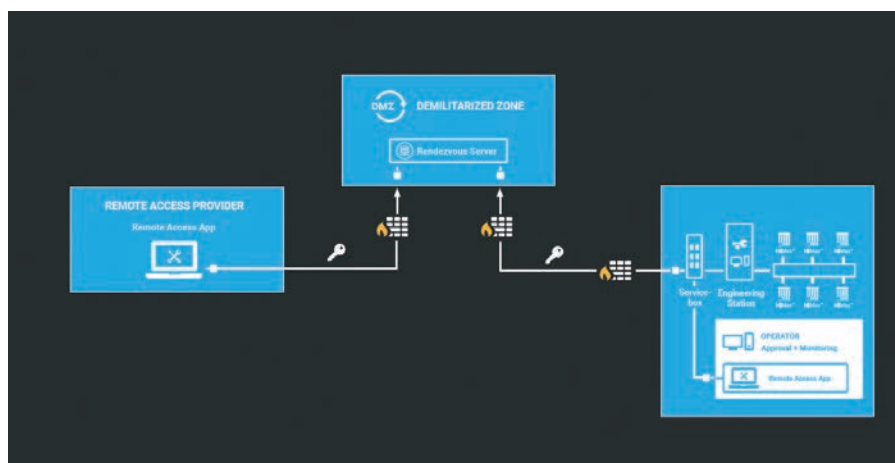 DMZ
DEMILITARIZED ZONE
Rendezvous Server
REMOTE ACCESS PROVIDER
Remote Access App
Service-
box
Engineering
Station
OPERATOR
Approval + Monitoring
Remote Access App